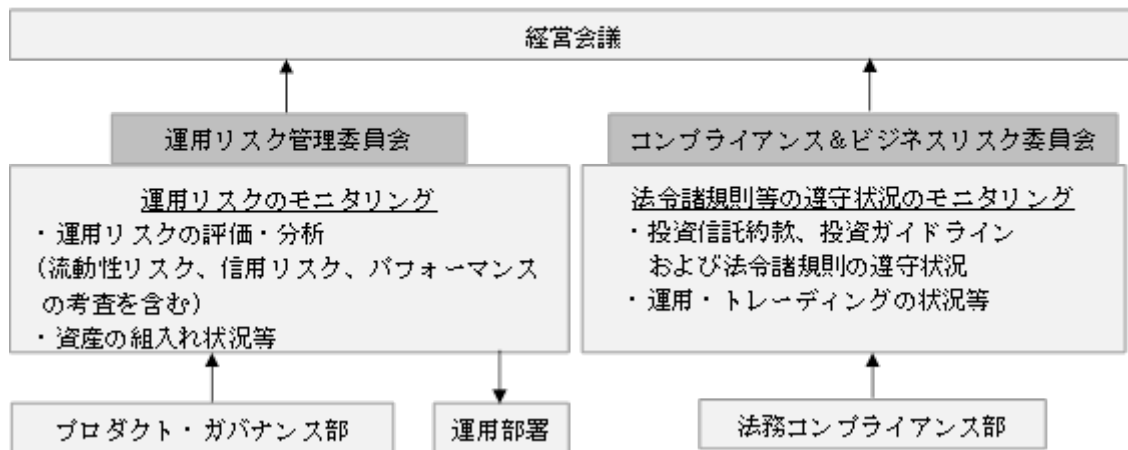 経営会議
運用リスク管理委員会
運用リスクのモニタリング
・運用リスクの評価・分析
(流動性リスク、信用リスク、パフォーマンス
の考査を含む)
・資産の組入れ状況等
プロダクト・ガバナンス部
運用部署
コンプライアンス&ビジネスリスク委員会
法令諸規則等の遵守状況のモニタリング
・投資信託約款、投資ガイドライン
および法令諸規則の遵守状況
・運用・トレーディングの状況等
法務コンプライアンス部